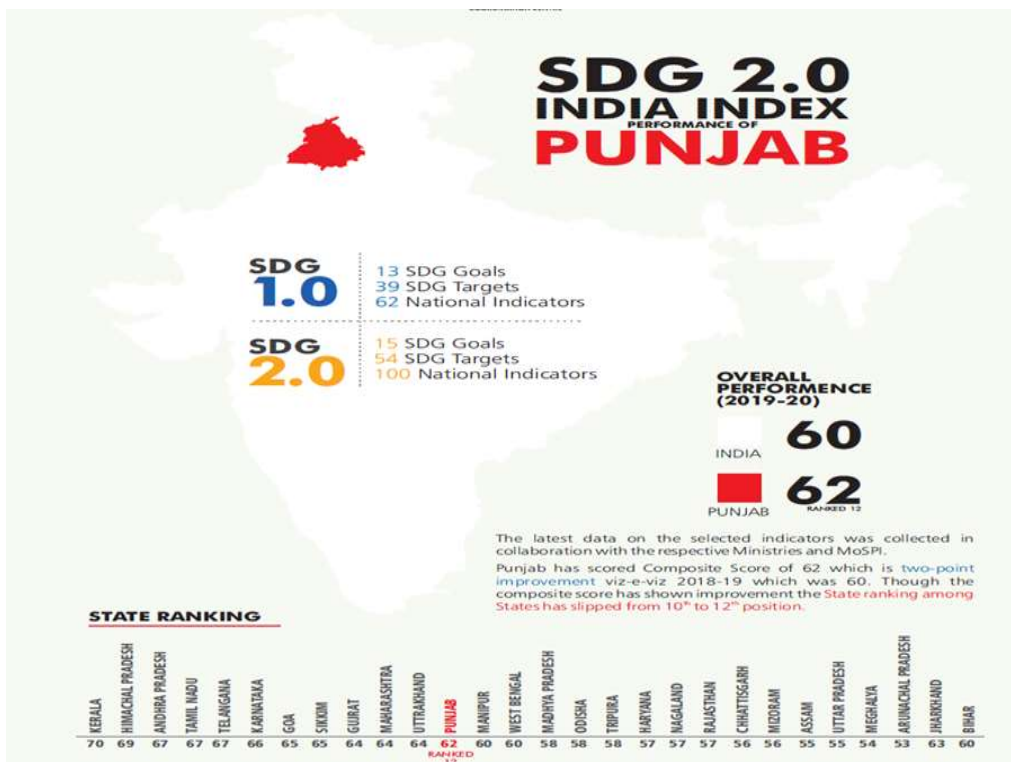 SDG 2.0
INDIA INDEX
PERFORMANCE OF
PUNJAB
SDG
1.0
13 SDG Goals
39 SDG Targets
62 National Indicators
SDG
2.0
15 SDG Goals
54 SDG Targets
100 National Indicators
OVERALL
PERFORMENCE
(2019-20)
INDIA
60
PUNJAB
62
RANKED 12
The latest data on the selected indicators was collected in
collaboration with the respective Ministries and MoSPI.
Punjab has scored Composite Score of 62 which is two-point
improvement viz-e-viz 2018-19 which was 60. Though the
composite score has shown improvement the State ranking among
States has slipped from 10th to 12th position.
STATE RANKING
KERALA
HIMACHAL PRADESH
ANDHRA PRADESH
TAMIL NADU
TELANGANA
KARNATAKA
GOA
SIKKIM
GUJRAT
MAHARASHTRA
UTTRAKHAND
PUNJAB
MANIPUR
WEST BENGAL
MADHYA PRADESH
ODISHA
TRIPURA
HARYANA
NAGALAND
RAJASTHAN
CHHATTISGARH
MIZORAM
ASSAM
UTTAR PRADESH
MEGHALYA
ARUNACHAL PRADESH
JHARKHAND
BIHAR
70 69 67 67 67 66 65 65 64 64 64 62 60 60 58 58 58 57 57 57 56 56 55 55 54 53 63 60
RANKED